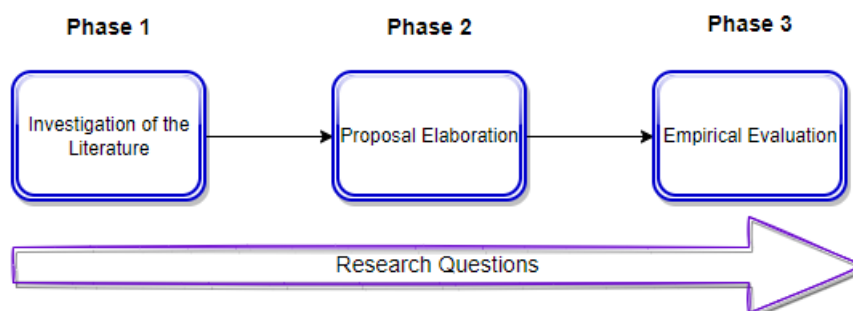 Phase 1
Phase 2
Phase 3
Investigation of the
Literature
Proposal Elaboration
Empirical Evaluation
Research Questions